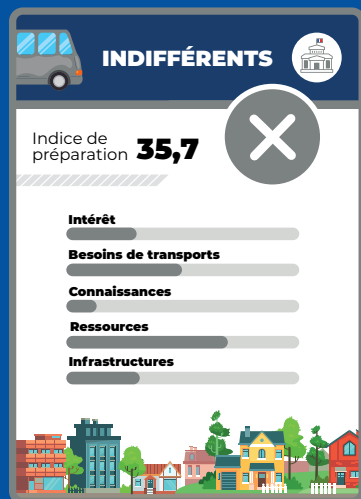 INDIFFÉRENTS
Indice de
préparation 35,7
Intérêt
Besoins de transports
Connaissances
Ressources
Infrastructures